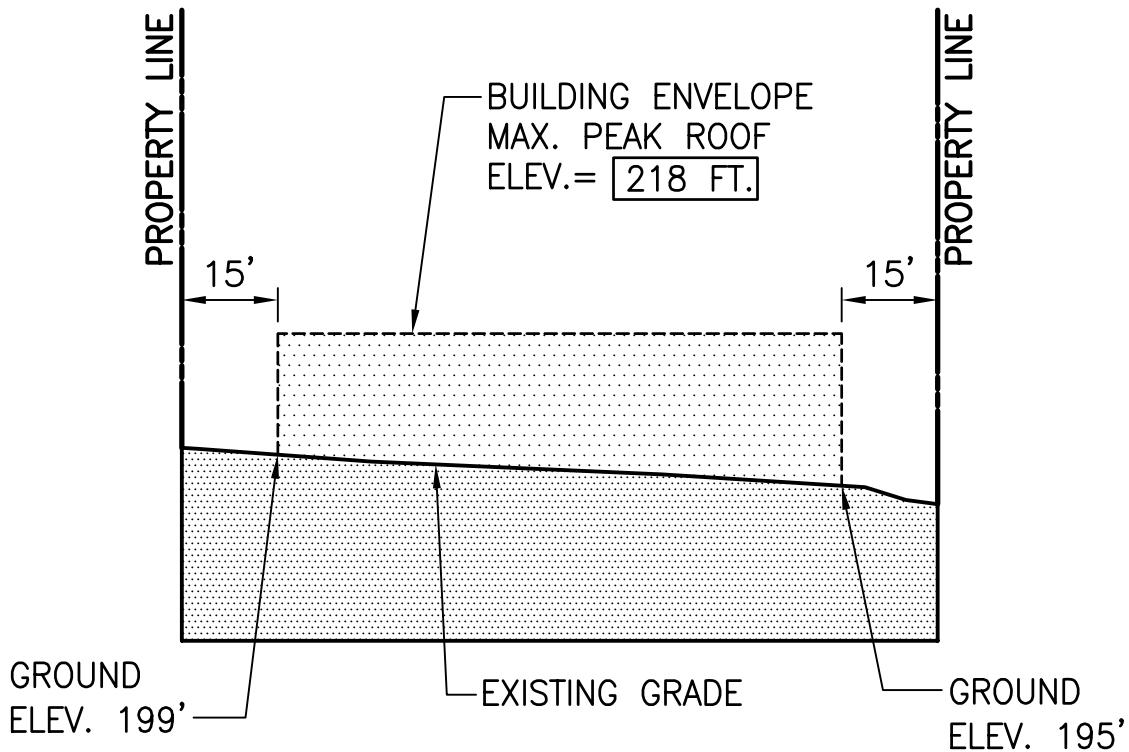 PROPERTY LINE
PROPERTY LINE
BUILDING ENVELOPE
MAX. PEAK ROOF
ELEV.= 218 FT.
15'
15'
GROUND
ELEV. 199'
EXISTING GRADE
GROUND
ELEV. 195'